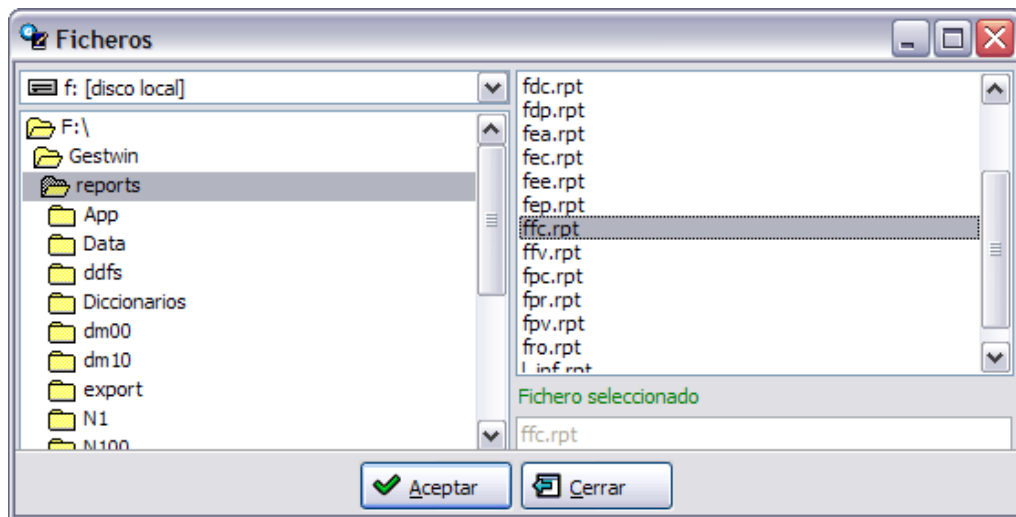 Ficheros
f: [disco local]
F:\
Gestwin
reports
App
Data
ddfs
Diccionarios
dm00
dm10
export
N1
N100
fdc.rpt
fdp.rpt
fea.rpt
fec.rpt
fee.rpt
fep.rpt
ffc.rpt
ffv.rpt
fpc.rpt
fpr.rpt
fpv.rpt
fro.rpt
Fichero seleccionado
ffc.rpt
Aceptar
Cerrar